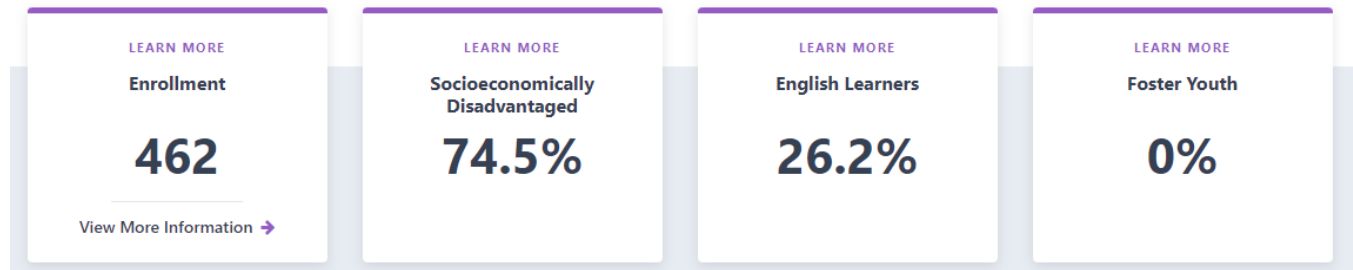 LEARN MORE
Enrollment
462
View More Information
LEARN MORE
Socioeconomically
Disadvantaged
74.5%
LEARN MORE
English Learners
26.2%
LEARN MORE
Foster Youth
0%